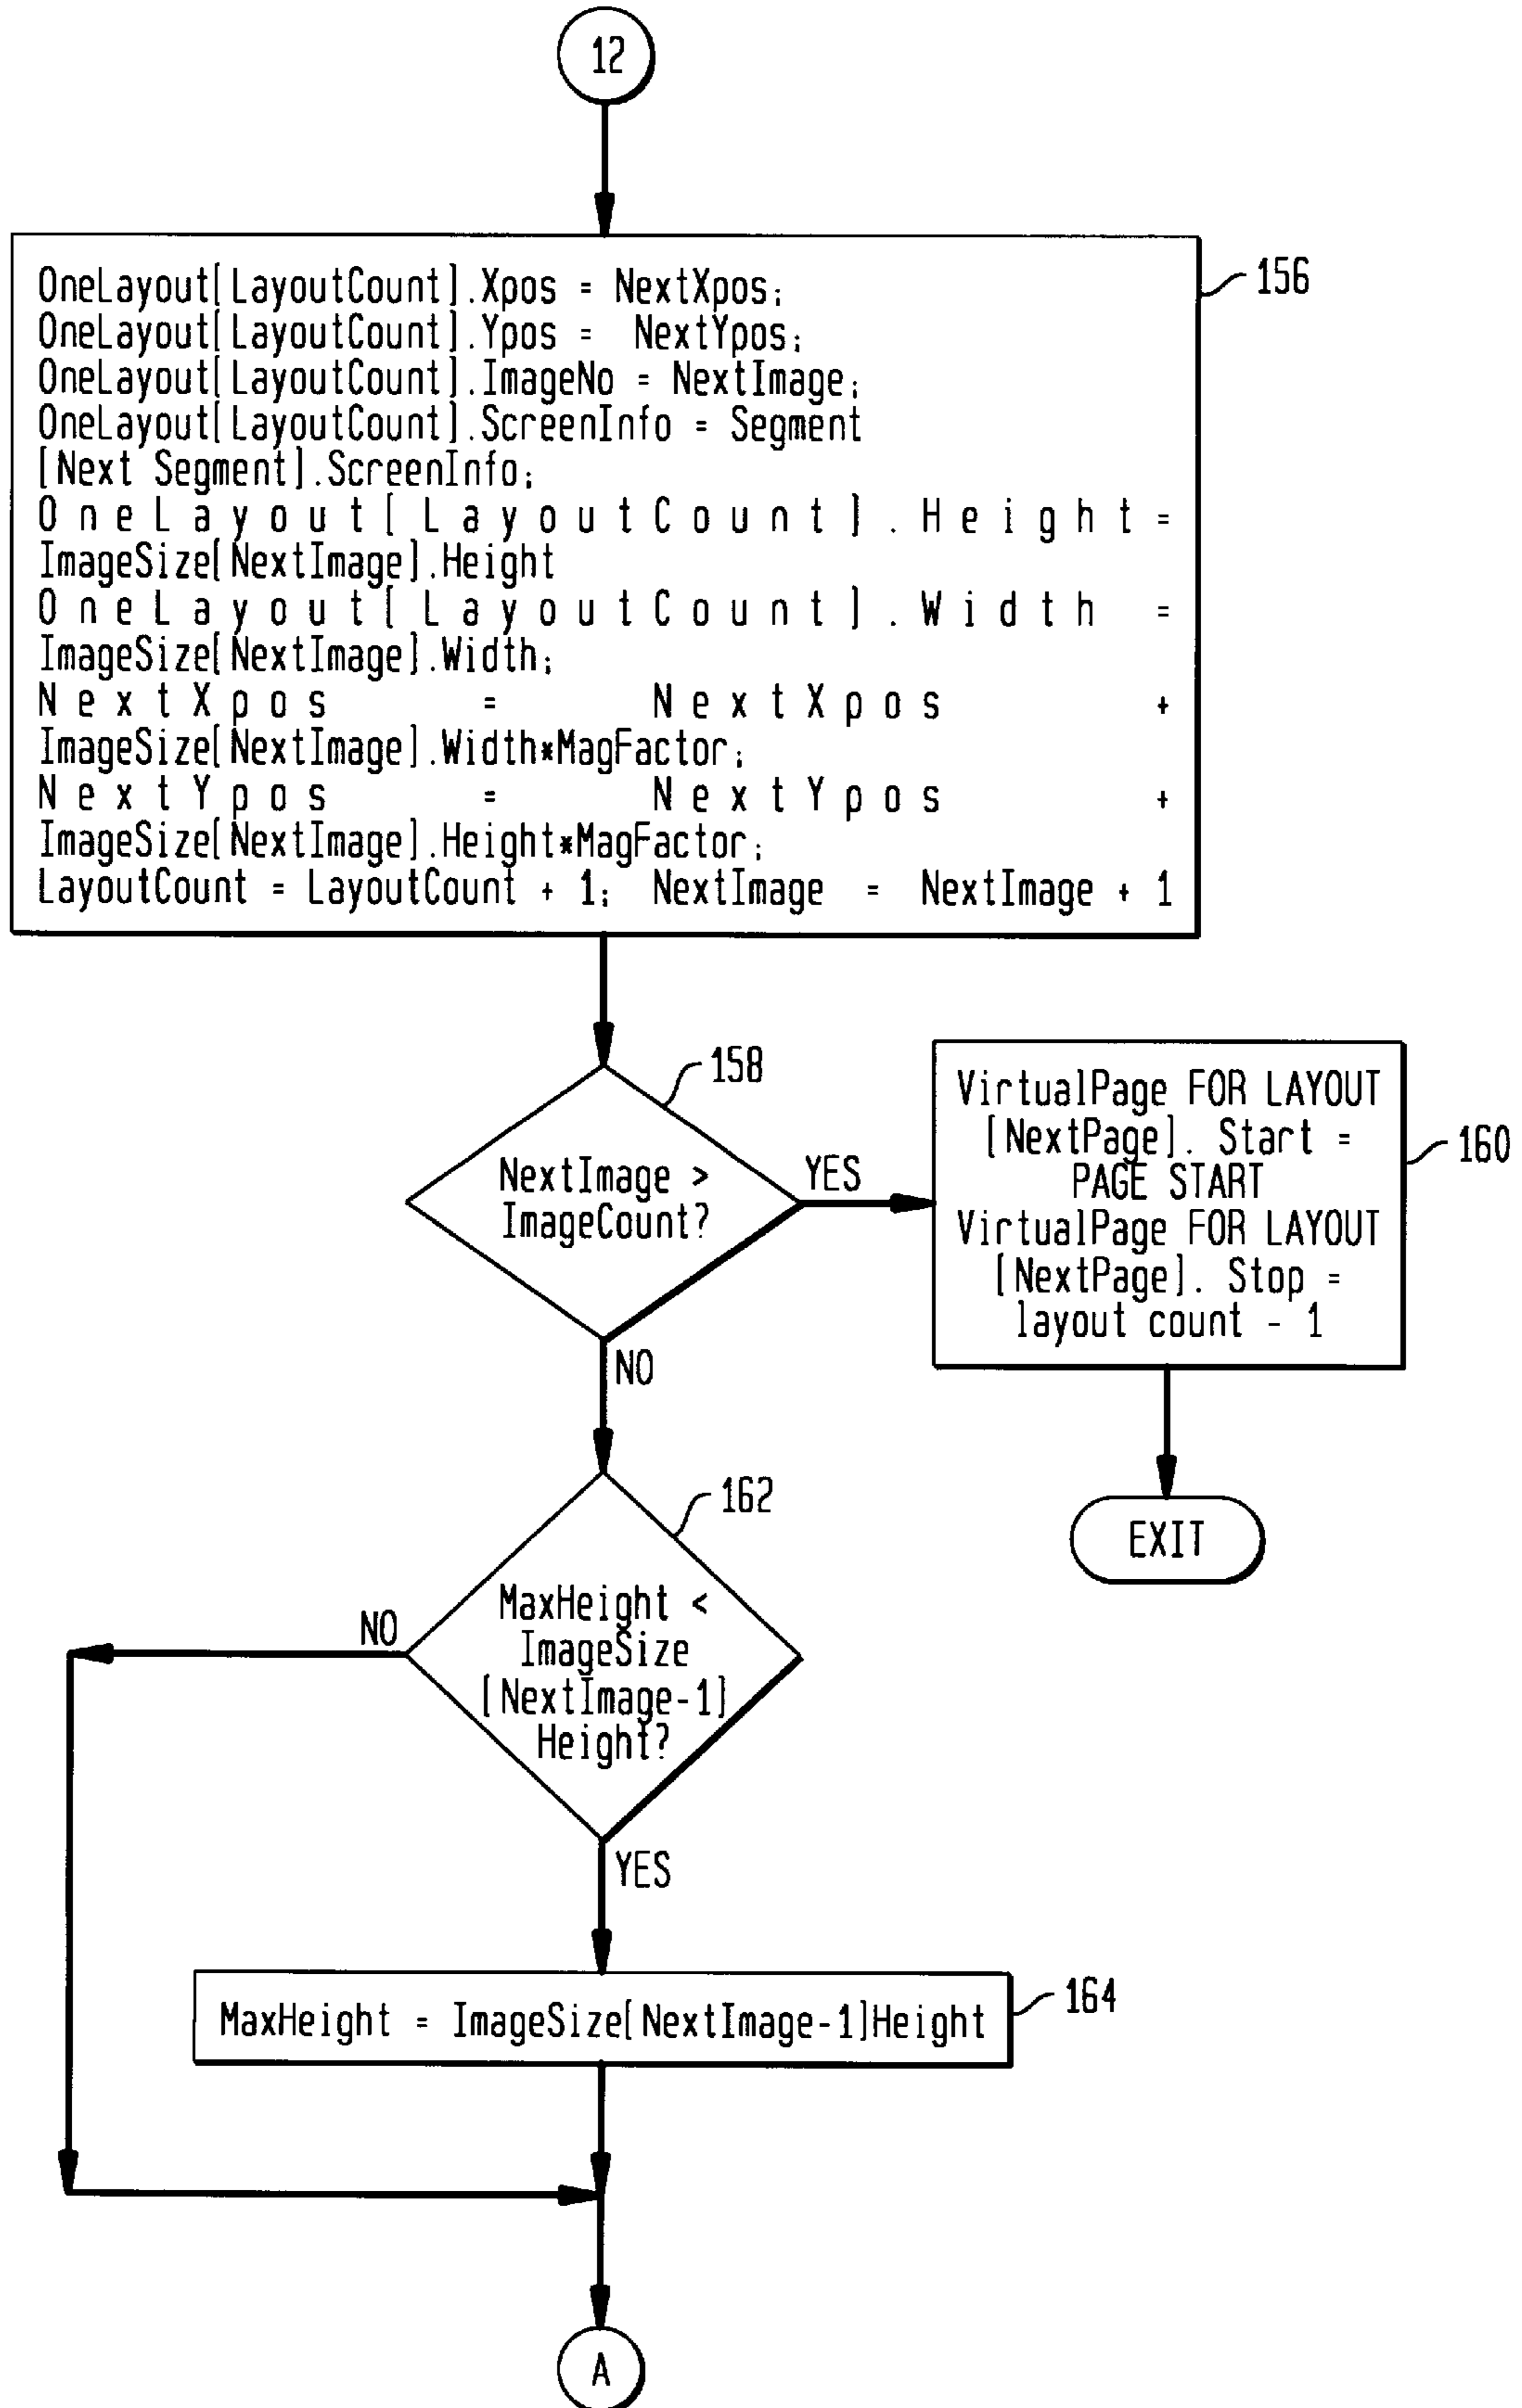 12
156
OneLayout[LayoutCount].Xpos = NextXpos;
OneLayout[LayoutCount].Ypos = NextYpos;
OneLayout[LayoutCount].ImageNo = NextImage;
OneLayout[LayoutCount].ScreenInfo = Segment
[Next Segment].ScreenInfo;
OneLayout[LayoutCount].Height=
ImageSize[NextImage].Height
OneLayout[LayoutCount].Width =
ImageSize[NextImage].Width;
NextXpos = NextXpos +
ImageSize[NextImage].Width*MagFactor;
NextYpos = NextYpos +
ImageSize[NextImage].Height*MagFactor;
LayoutCount = LayoutCount + 1; NextImage = NextImage + 1
158
NextImage >
ImageCount?
YES
NO
160
VirtualPage FOR LAYOUT
[NextPage]. Start =
PAGE START
VirtualPage FOR LAYOUT
[NextPage]. Stop =
layout count - 1
EXIT
162
MaxHeight <
ImageSize
[NextImage-1]
Height?
NO
YES
164
MaxHeight = ImageSize[NextImage-1]Height
A